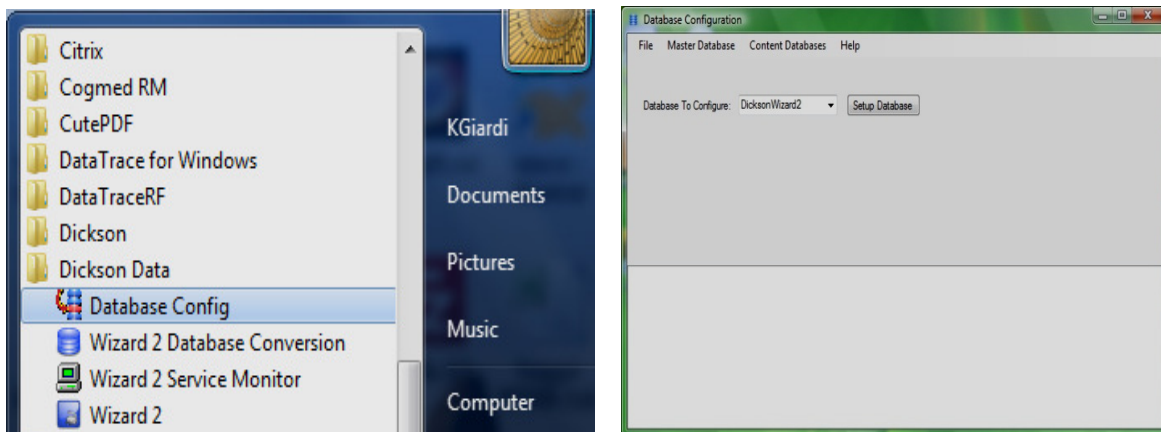 Citrix
Cogmed RM
CutePDF
DataTrace for Windows
DataTraceRF
Dickson
Dickson Data
Database Config
Wizard 2 Database Conversion
Wizard 2 Service Monitor
Wizard 2
KGiardi
Documents
Pictures
Music
Computer
Database Configuration
File Master Database Content Databases Help
Database To Configure: DicksonWizard2 Setup Database